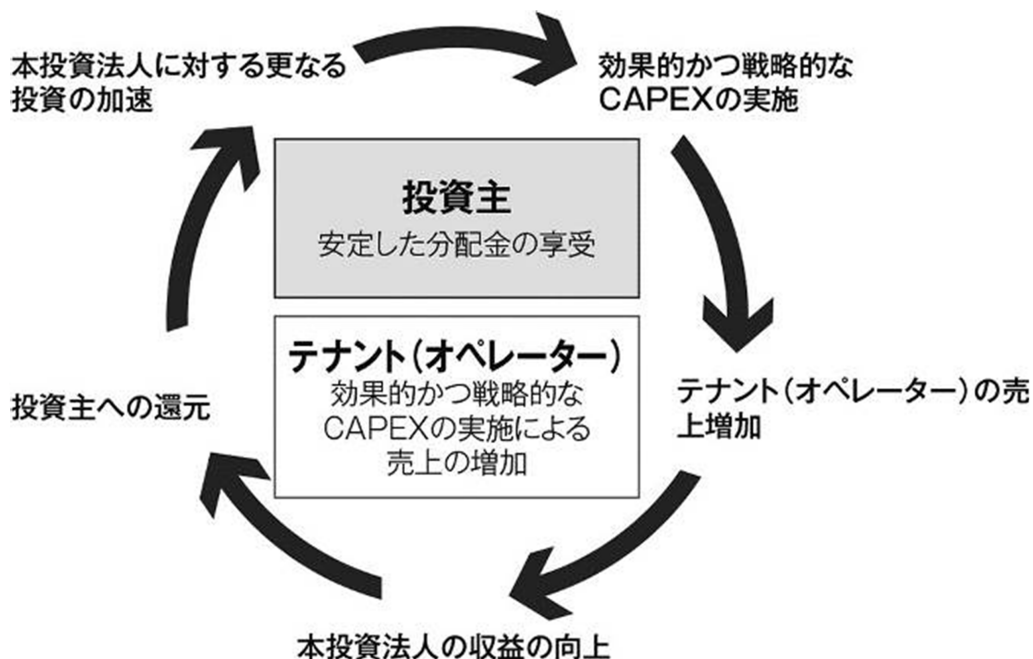 本投資法人に対する更なる
投資の加速
効果的かつ戦略的な
CAPEXの実施
投資主
安定した分配金の享受
テナント(オペレーター)
効果的かつ戦略的な
CAPEXの実施による
売上の増加
投資主への還元
テナント(オペレーター)の売
上増加
本投資法人の収益の向上